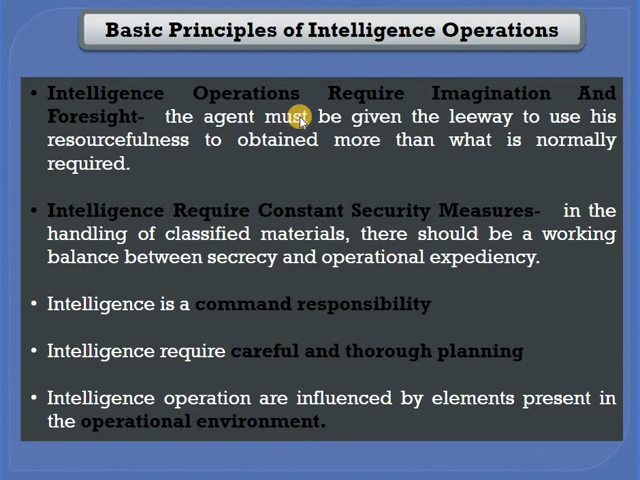 Basic Principles of Intelligence Operations
• Intelligence Operations Require Imagination And
Foresight- the agent must be given the leeway to use his
resourcefulness to obtained more than what is normally
required.
• Intelligence Require Constant Security Measures- in the
handling of classified materials, there should be a working
balance between secrecy and operational expediency.
• Intelligence is a command responsibility
• Intelligence require careful and thorough planning
• Intelligence operation are influenced by elements present in
the operational environment.